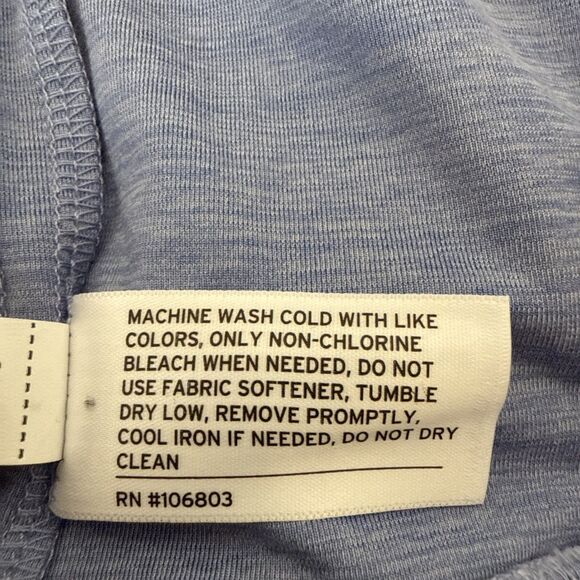 MACHINE WASH COLD WITH LIKE
COLORS, ONLY NON-CHLORINE
BLEACH WHEN NEEDED, DO NOT
USE FABRIC SOFTENER, TUMBLE
DRY LOW, REMOVE PROMPTLY,
COOL IRON IF NEEDED, DO NOT DRY
CLEAN
RN #106803